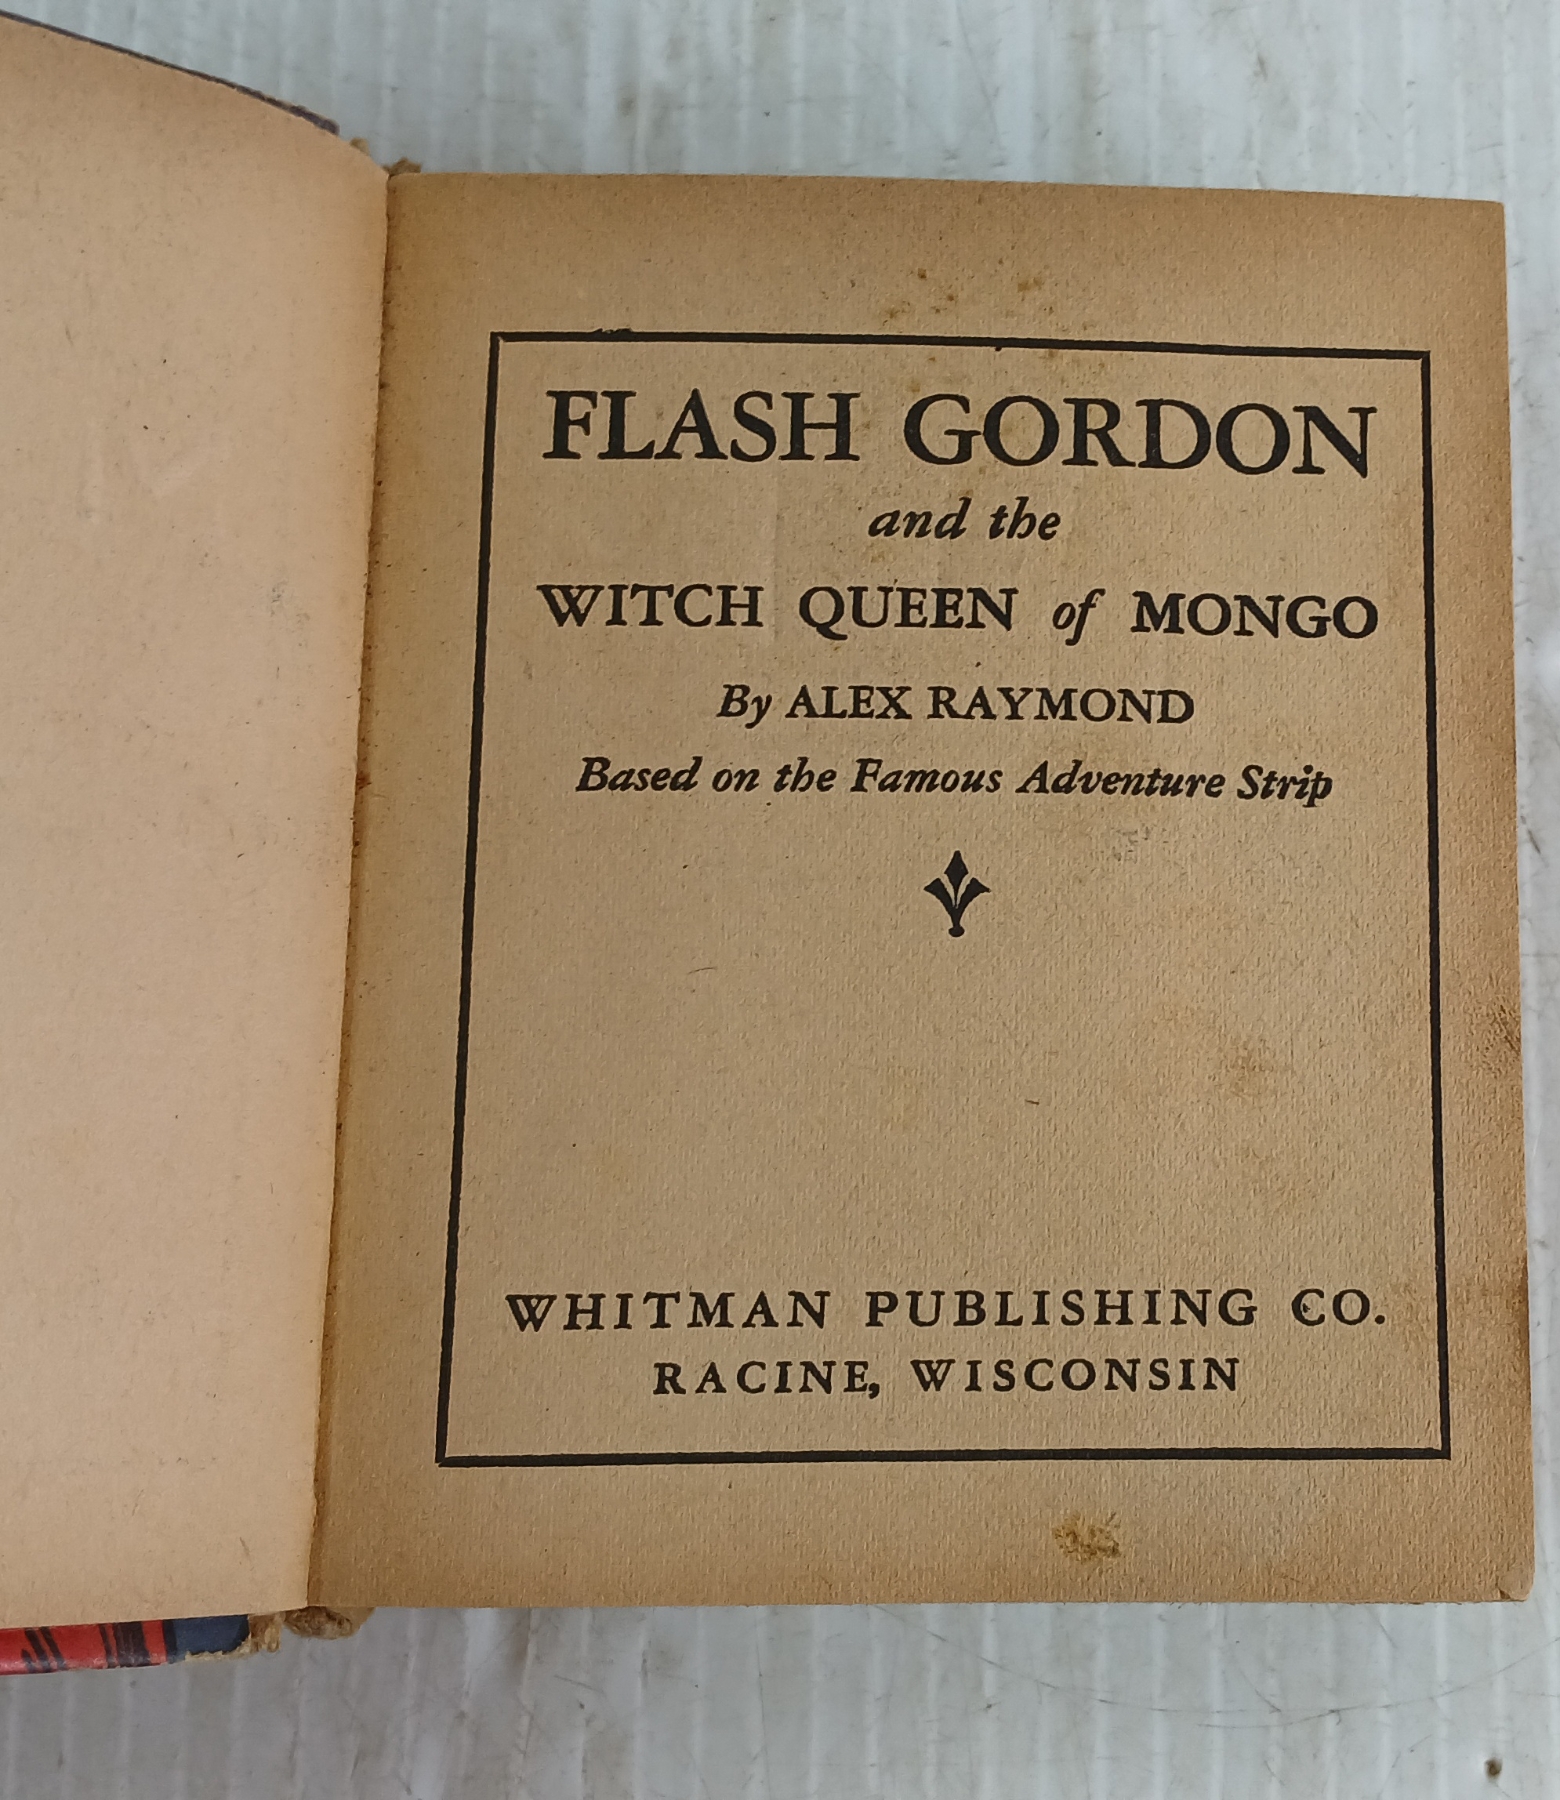 FLASH GORDON
and the
WITCH QUEEN of MONGO
By ALEX RAYMOND
Based on the Famous Adventure Strip
WHITMAN PUBLISHING CO.
RACINE, WISCONSIN